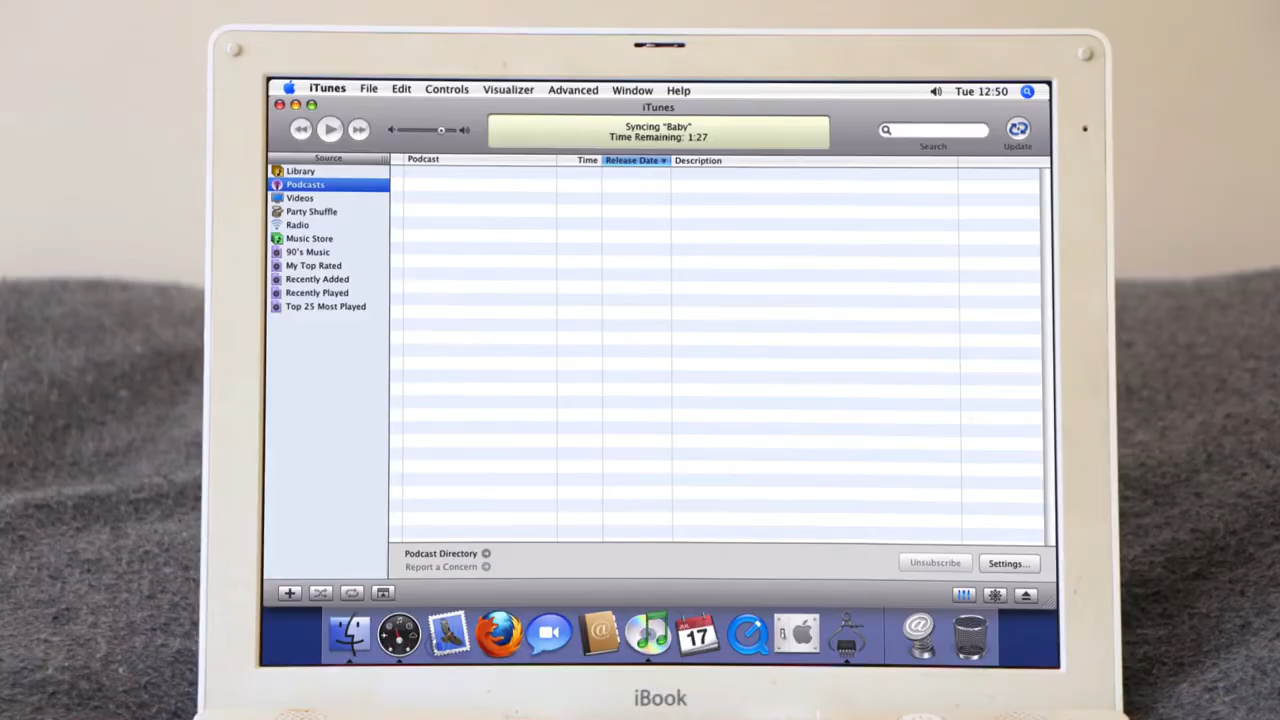 iTunes File Edit Controls Visualizer Advanced Window Help Tue 12:50
iTunes
Syncing “Baby”
Time Remaining: 1:27
Search
Update
Source
Podcast Time Release Date Description
Library
Podcasts
Videos
Party Shuffle
Radio
Music Store
90's Music
My Top Rated
Recently Added
Recently Played
Top 25 Most Played
Podcast Directory
Report a Concern
Unsubscribe Settings...
17
iBook